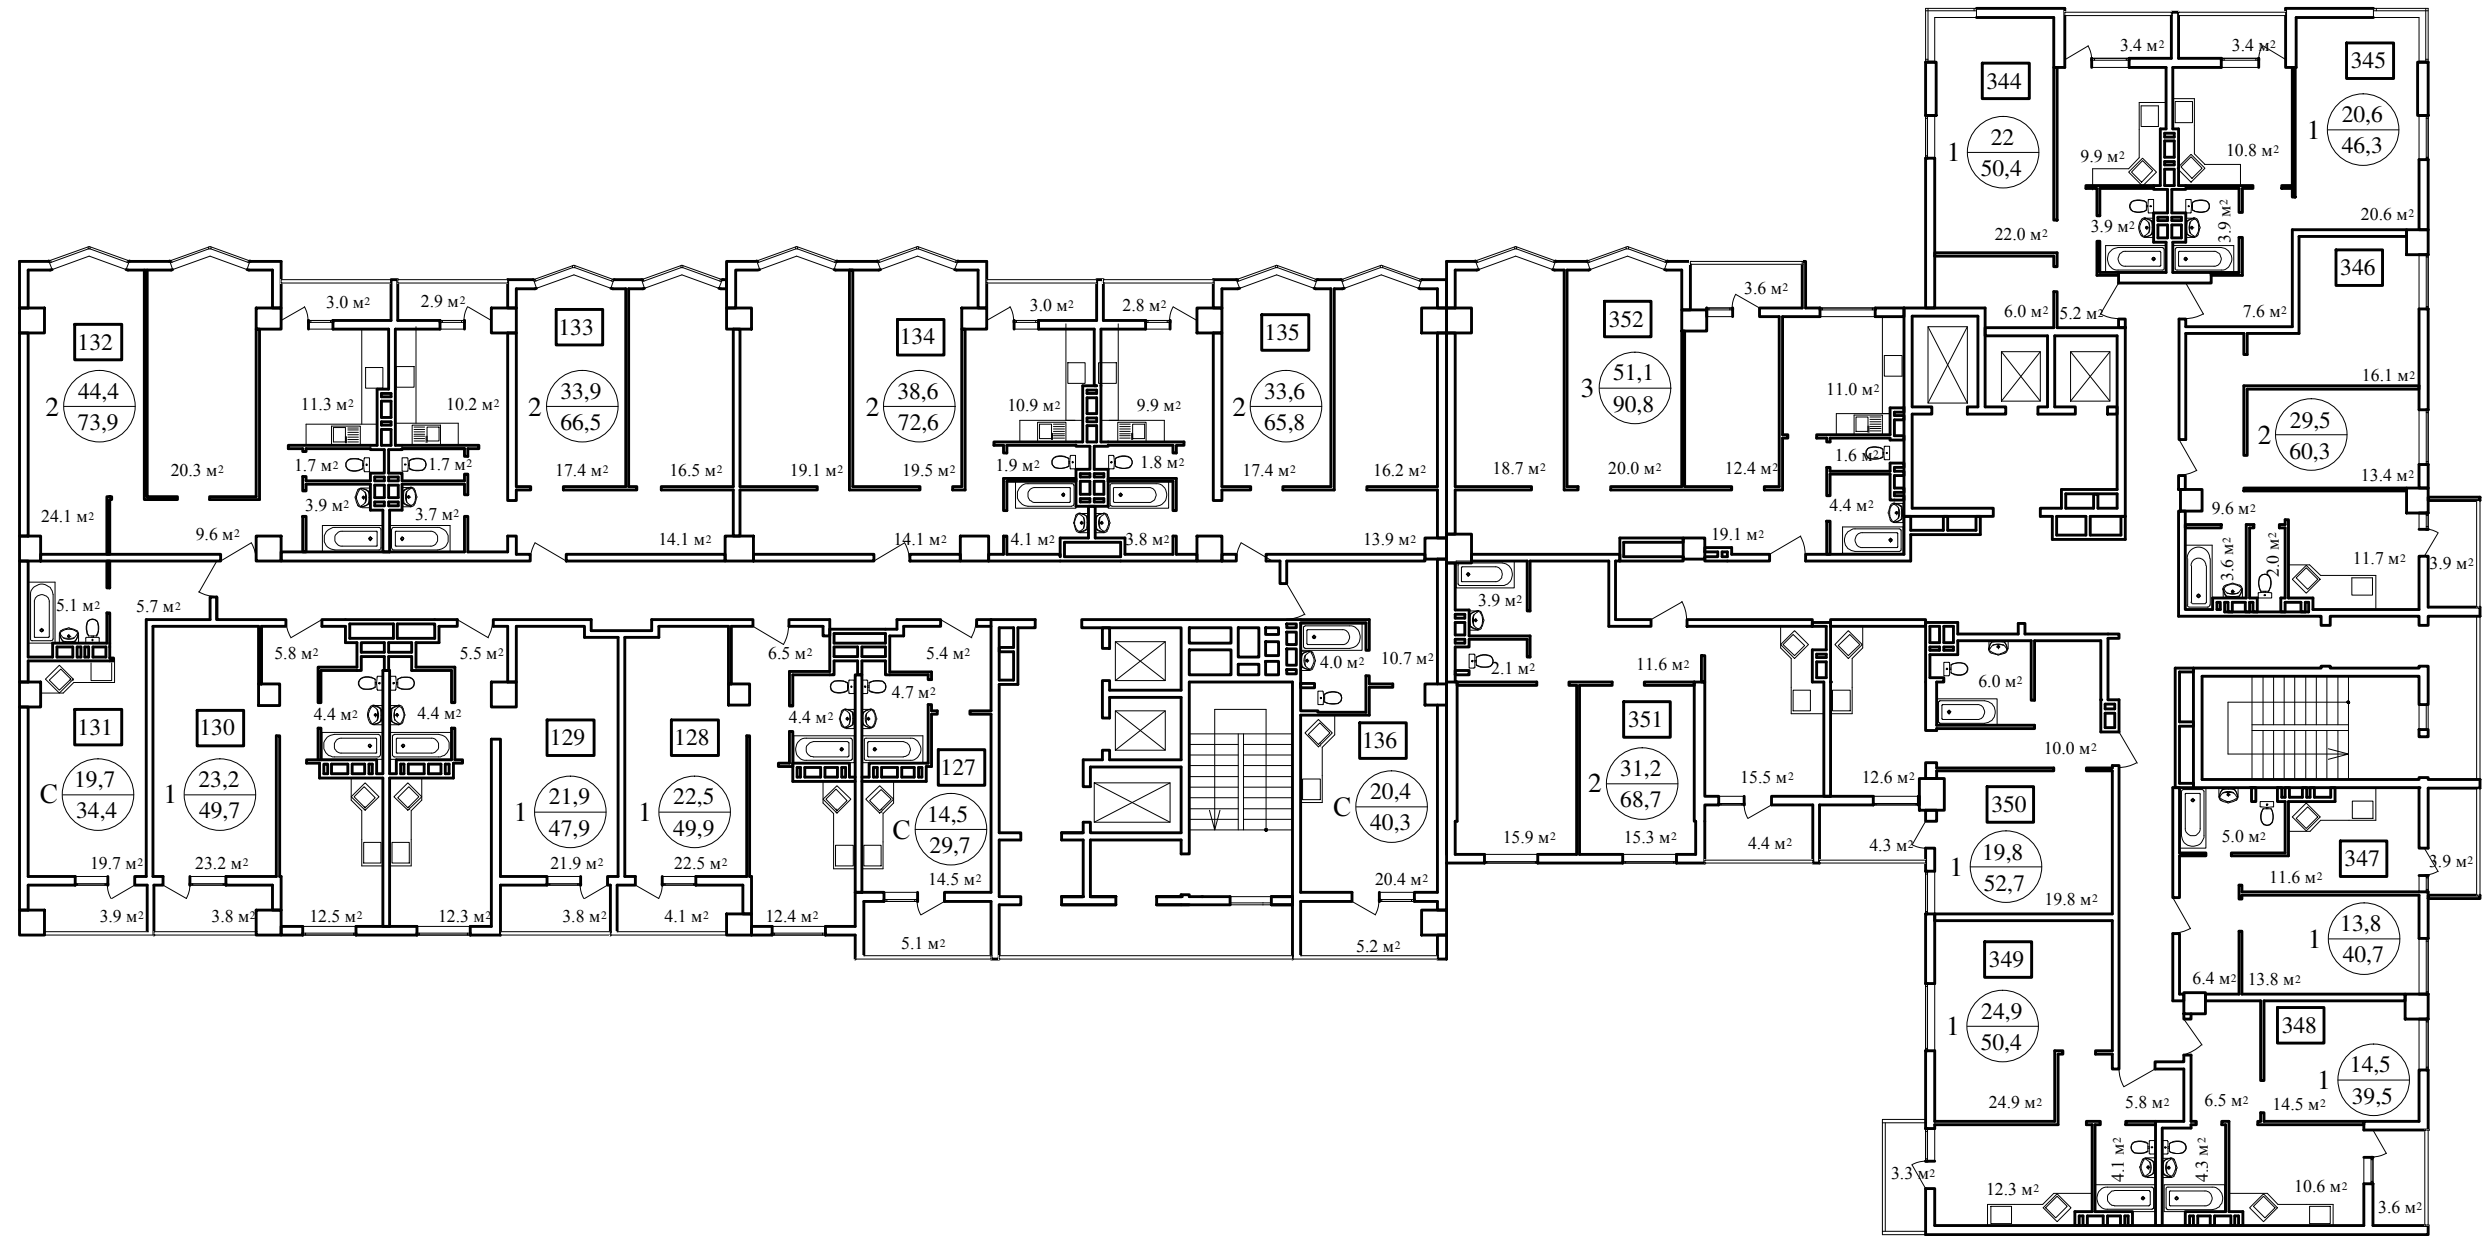 3.4 м²
3.4 м²
344
345
22
50,4
1
20,6
46,3
1
9.9 м²
10.8 м²
3.9 м²
3.9 м²
22.0 м²
20.6 м²
346
6.0 м²
5.2 м²
7.6 м²
3.0 м²
2.9 м²
3.0 м²
2.8 м²
3.6 м²
132
133
134
135
352
2
44,4
73,9
2
33,9
66,5
2
38,6
72,6
2
33,6
65,8
3
51,1
90,8
16.1 м²
2
29,5
60,3
11.3 м²
10.2 м²
10.9 м²
9.9 м²
11.0 м²
1.7 м²
1.7 м²
1.9 м²
1.8 м²
1.6 м²
20.3 м²
17.4 м²
16.5 м²
19.1 м²
19.5 м²
17.4 м²
16.2 м²
18.7 м²
20.0 м²
12.4 м²
13.4 м²
24.1 м²
3.9 м²
3.7 м²
4.4 м²
9.6 м²
9.6 м²
14.1 м²
14.1 м²
4.1 м²
3.8 м²
13.9 м²
19.1 м²
3.6 м²
2.0 м²
11.7 м²
3.9 м²
5.1 м²
5.7 м²
3.9 м²
5.8 м²
5.5 м²
6.5 м²
5.4 м²
4.0 м²
10.7 м²
2.1 м²
11.6 м²
6.0 м²
4.4 м²
4.4 м²
4.4 м²
4.7 м²
131
130
129
128
127
136
351
10.0 м²
С
19,7
34,4
1
23,2
49,7
1
21,9
47,9
1
22,5
49,9
С
14,5
29,7
С
20,4
40,3
2
31,2
68,7
15.5 м²
12.6 м²
350
1
19,8
52,7
5.0 м²
347
19.7 м²
23.2 м²
21.9 м²
22.5 м²
14.5 м²
20.4 м²
15.9 м²
15.3 м²
4.4 м²
4.3 м²
11.6 м²
3.9 м²
19.8 м²
3.9 м²
3.8 м²
12.5 м²
12.3 м²
3.8 м²
4.1 м²
12.4 м²
5.1 м²
5.2 м²
1
13,8
40,7
349
6.4 м²
13.8 м²
1
24,9
50,4
348
1
14,5
39,5
24.9 м²
5.8 м²
6.5 м²
14.5 м²
3.3 м²
4.1 м²
4.3 м²
12.3 м²
10.6 м²
3.6 м²